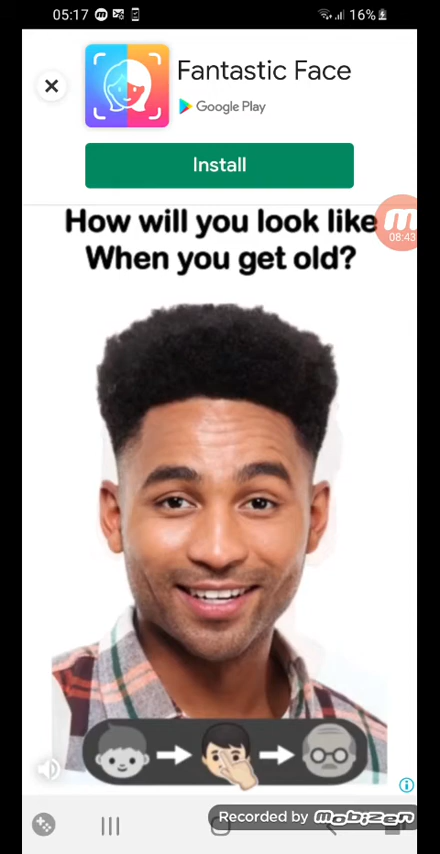 05:17
16%
Fantastic Face
Google Play
Install
How will you look like
When you get old?
08:43
Recorded by mobizen